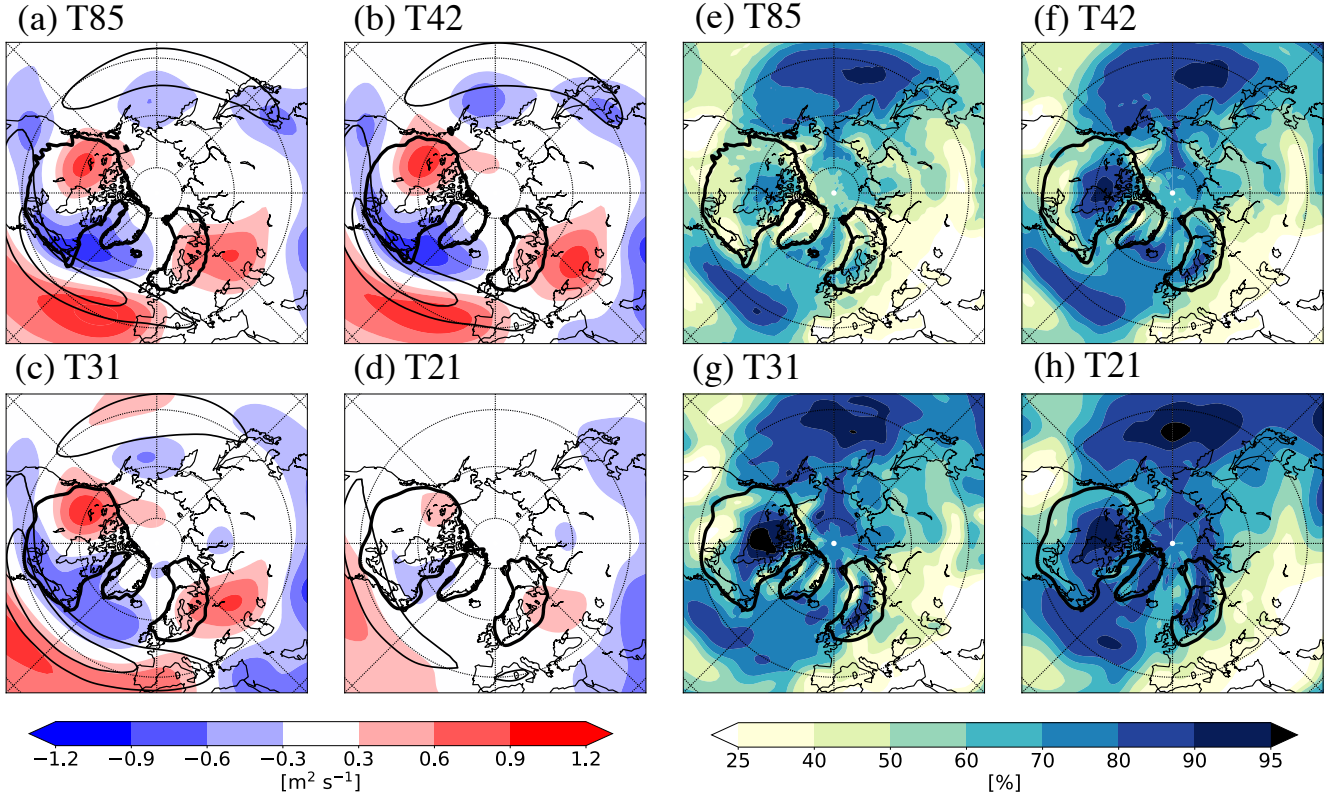 (a) T85 (b) T42 (e) T85 (f) T42
(c) T31 (d) T21 (g) T31 (h) T21
−1.2 −0.9 −0.6 −0.3 0.3 0.6 0.9 1.2
[m² s⁻¹]
25 40 50 60 70 80 90 95
[%]